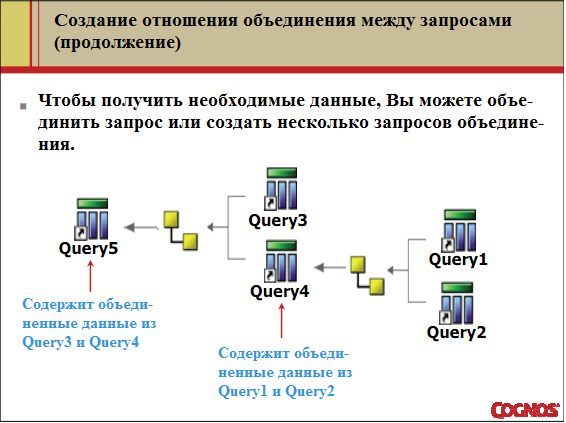 Создание отношения объединения между запросами
(продолжение)
Чтобы получить необходимые данные, Вы можете объе-
динить запрос или создать несколько запросов объедине-
ния.
Query3
Query5
Query1
Query4
Query2
Содержит объеди-
ненные данные из
Query3 и Query4
Содержит объеди-
ненные данные из
Query1 и Query2
COGNOS